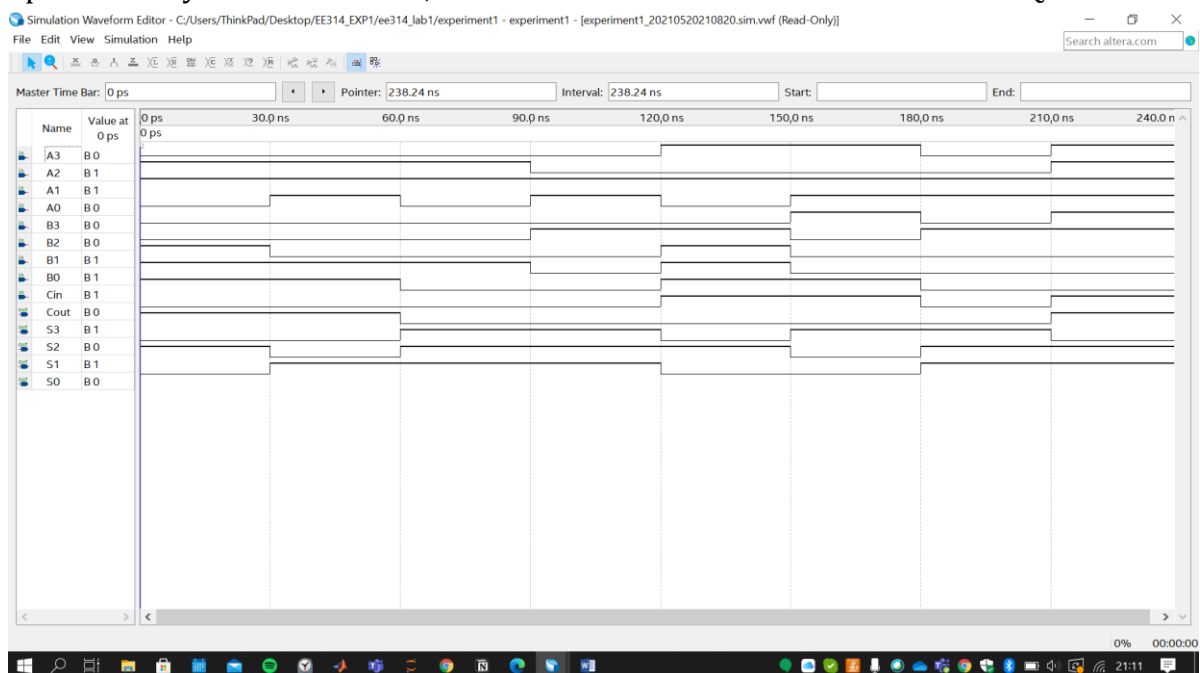 Simulation Waveform Editor - C:/Users/ThinkPad/Desktop/EE314_EXP1/ee314_lab1/experiment1 - experiment1 - [experiment1_20210520210820.sim.vwf (Read-Only)]
File Edit View Simulation Help
Search altera.com
Master Time Bar: 0 ps Pointer: 238.24 ns Interval: 238.24 ns Start: End:
Name Value at 0 ps
0 ps 30.0 ns 60.0 ns 90.0 ns 120,0 ns 150,0 ns 180,0 ns 210,0 ns 240.0 n
0 ps
A3 B 0
A2 B 1
A1 B 1
A0 B 0
B3 B 0
B2 B 0
B1 B 1
B0 B 1
Cin B 1
Cout B 0
S3 B 1
S2 B 0
S1 B 1
S0 B 0
0% 00:00:00
21:11